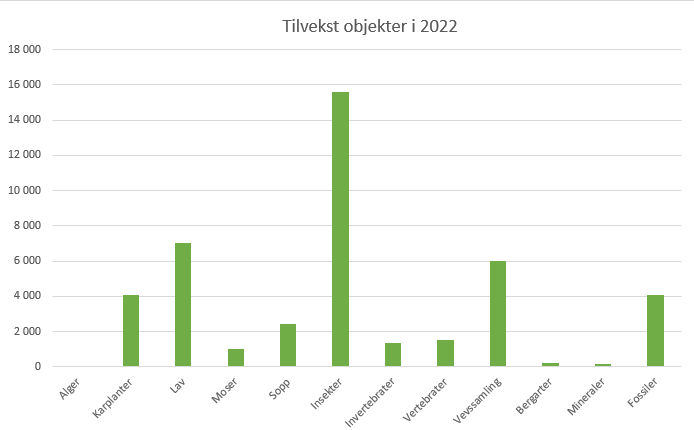 Tilvekst objekter i 2022
18 000
16 000
14 000
12 000
10 000
8 000
6 000
4 000
2 000
0
Alger
Karplanter
Lav
Moser
Sopp
Insekter
Invertebrater
Vertebrater
Vevssamling
Bergarter
Mineraler
Fossiler